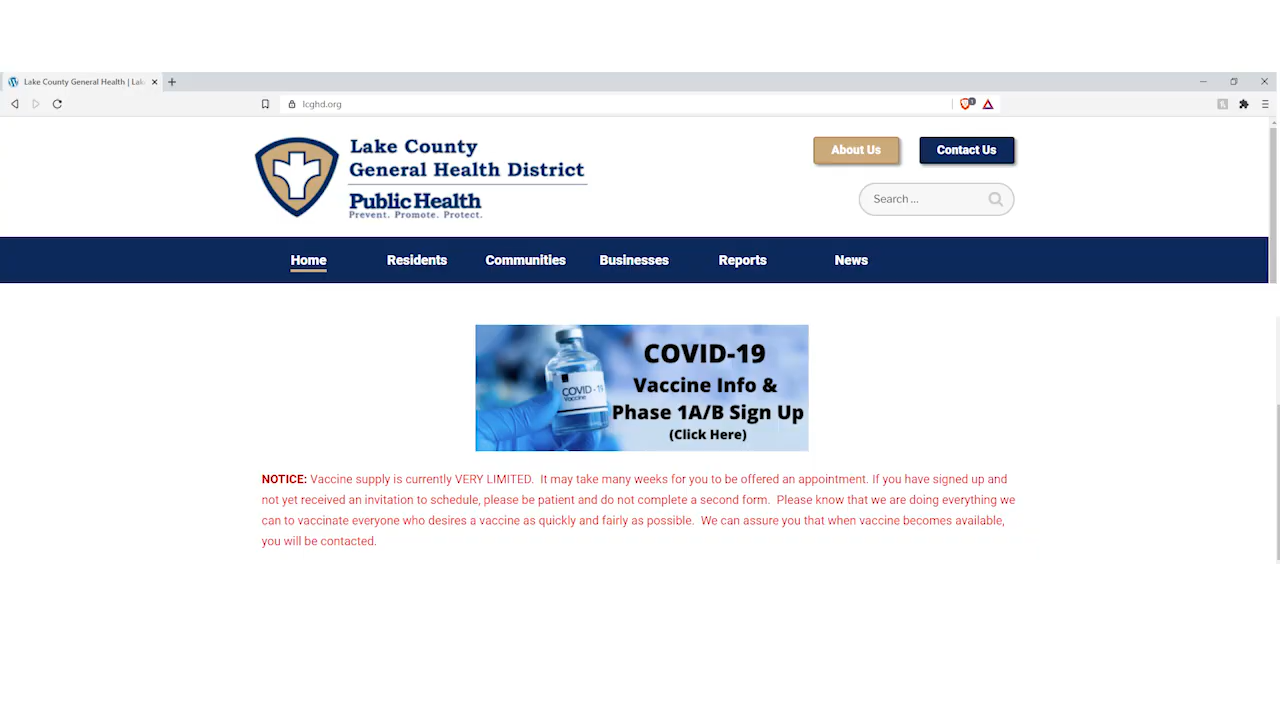 Lake County General Health | Lak
lcghd.org
1
Lake County
General Health District
Public Health
Prevent. Promote. Protect.
About Us
Contact Us
Search ...
Home Residents Communities Businesses Reports News
COVID-19
Vaccine
COVID-19
Vaccine Info &
Phase 1A/B Sign Up
(Click Here)
NOTICE: Vaccine supply is currently VERY LIMITED. It may take many weeks for you to be offered an appointment. If you have signed up and
not yet received an invitation to schedule, please be patient and do not complete a second form. Please know that we are doing everything we
can to vaccinate everyone who desires a vaccine as quickly and fairly as possible. We can assure you that when vaccine becomes available,
you will be contacted.